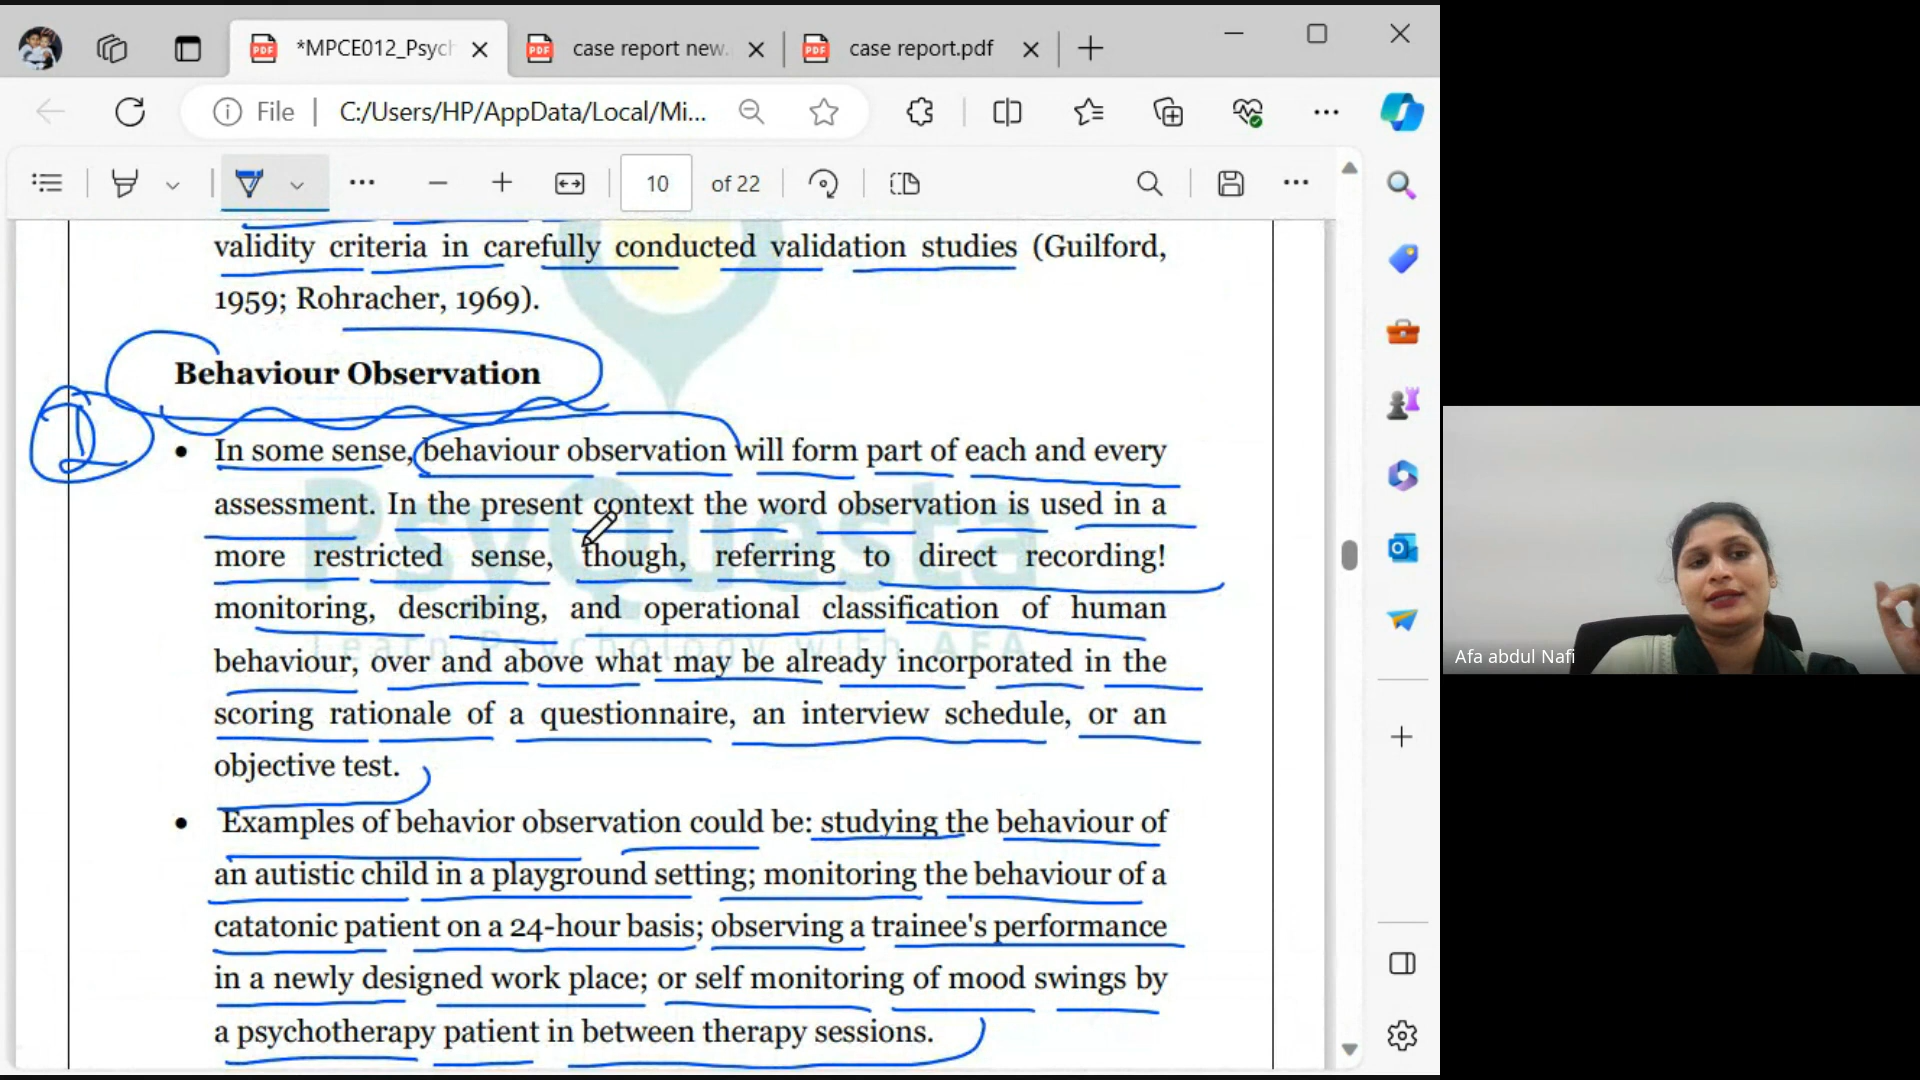 *MPCE012_Psych
case report new.
case report.pdf
File
C:/Users/HP/AppData/Local/Mi...
10
of 22
validity criteria in carefully conducted validation studies (Guilford,
1959; Rohracher, 1969).
Behaviour Observation
1
• In some sense, behaviour observation will form part of each and every
assessment. In the present context the word observation is used in a
more restricted sense, though, referring to direct recording!
monitoring, describing, and operational classification of human
behaviour, over and above what may be already incorporated in the
scoring rationale of a questionnaire, an interview schedule, or an
objective test.
• Examples of behavior observation could be: studying the behaviour of
an autistic child in a playground setting; monitoring the behaviour of a
catatonic patient on a 24-hour basis; observing a trainee's performance
in a newly designed work place; or self monitoring of mood swings by
a psychotherapy patient in between therapy sessions.
PsyQuesta
Learn Psychology with AFA
Afa abdul Nafi